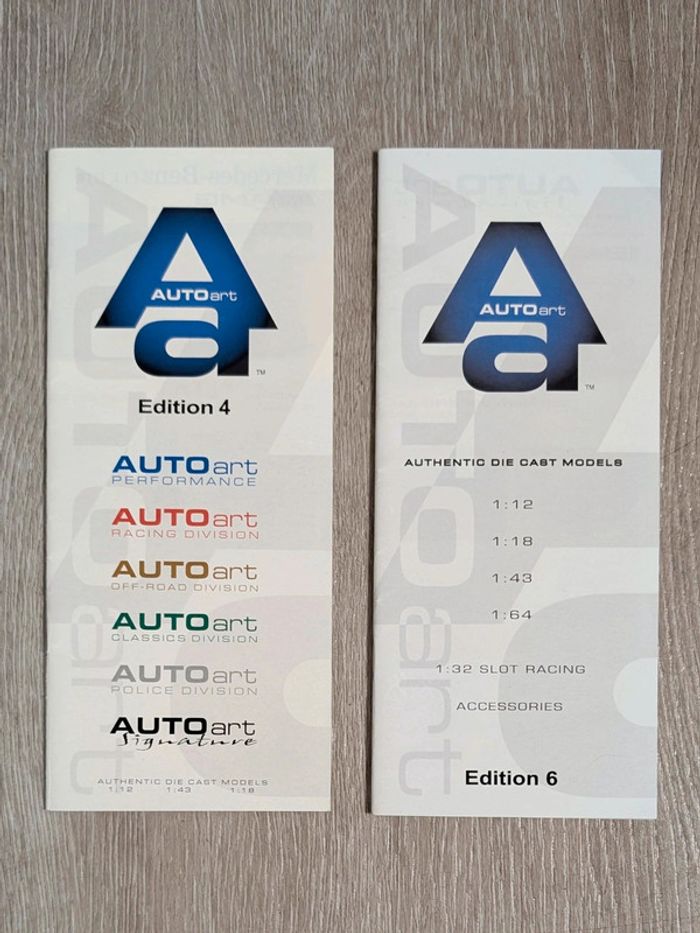 AUTOart
TM
Edition 4
AUTOart
PERFORMANCE
AUTOart
RACING DIVISION
AUTOart
OFF-ROAD DIVISION
AUTOart
CLASSICS DIVISION
AUTOart
POLICE DIVISION
AUTOart
Signature
AUTHENTIC DIE CAST MODELS
1:12 1:43 1:18
AUTOart
TM
AUTHENTIC DIE CAST MODELS
1:12
1:18
1:43
1:64
1:32 SLOT RACING
ACCESSORIES
Edition 6